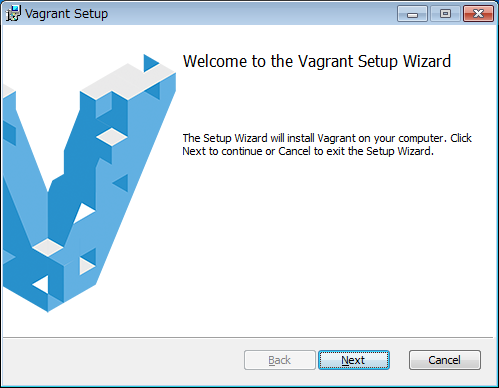 Vagrant Setup
Welcome to the Vagrant Setup Wizard
The Setup Wizard will install Vagrant on your computer. Click
Next to continue or Cancel to exit the Setup Wizard.
Back Next Cancel